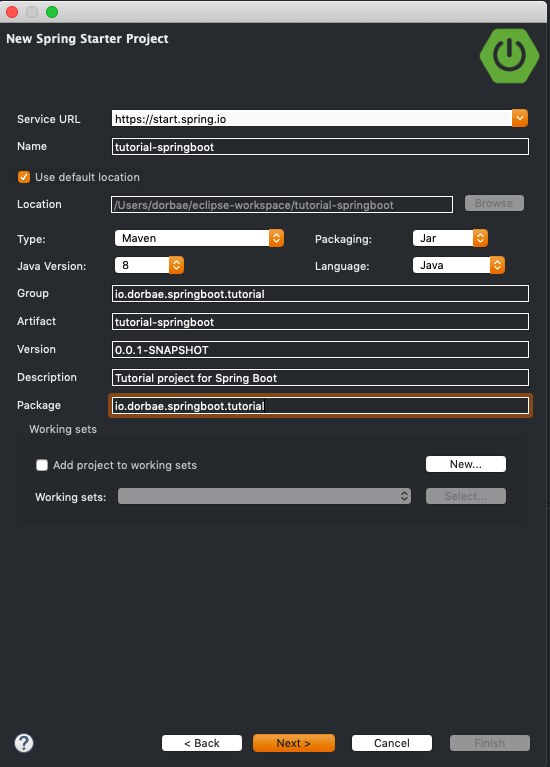 New Spring Starter Project
Service URL https://start.spring.io
Name tutorial-springboot
Use default location
Location /Users/dorbae/eclipse-workspace/tutorial-springboot Browse
Type: Maven Packaging: Jar
Java Version: 8 Language: Java
Group io.dorbae.springboot.tutorial
Artifact tutorial-springboot
Version 0.0.1-SNAPSHOT
Description Tutorial project for Spring Boot
Package io.dorbae.springboot.tutorial
Working sets
Add project to working sets New...
Working sets: Select...
? < Back Next > Cancel Finish